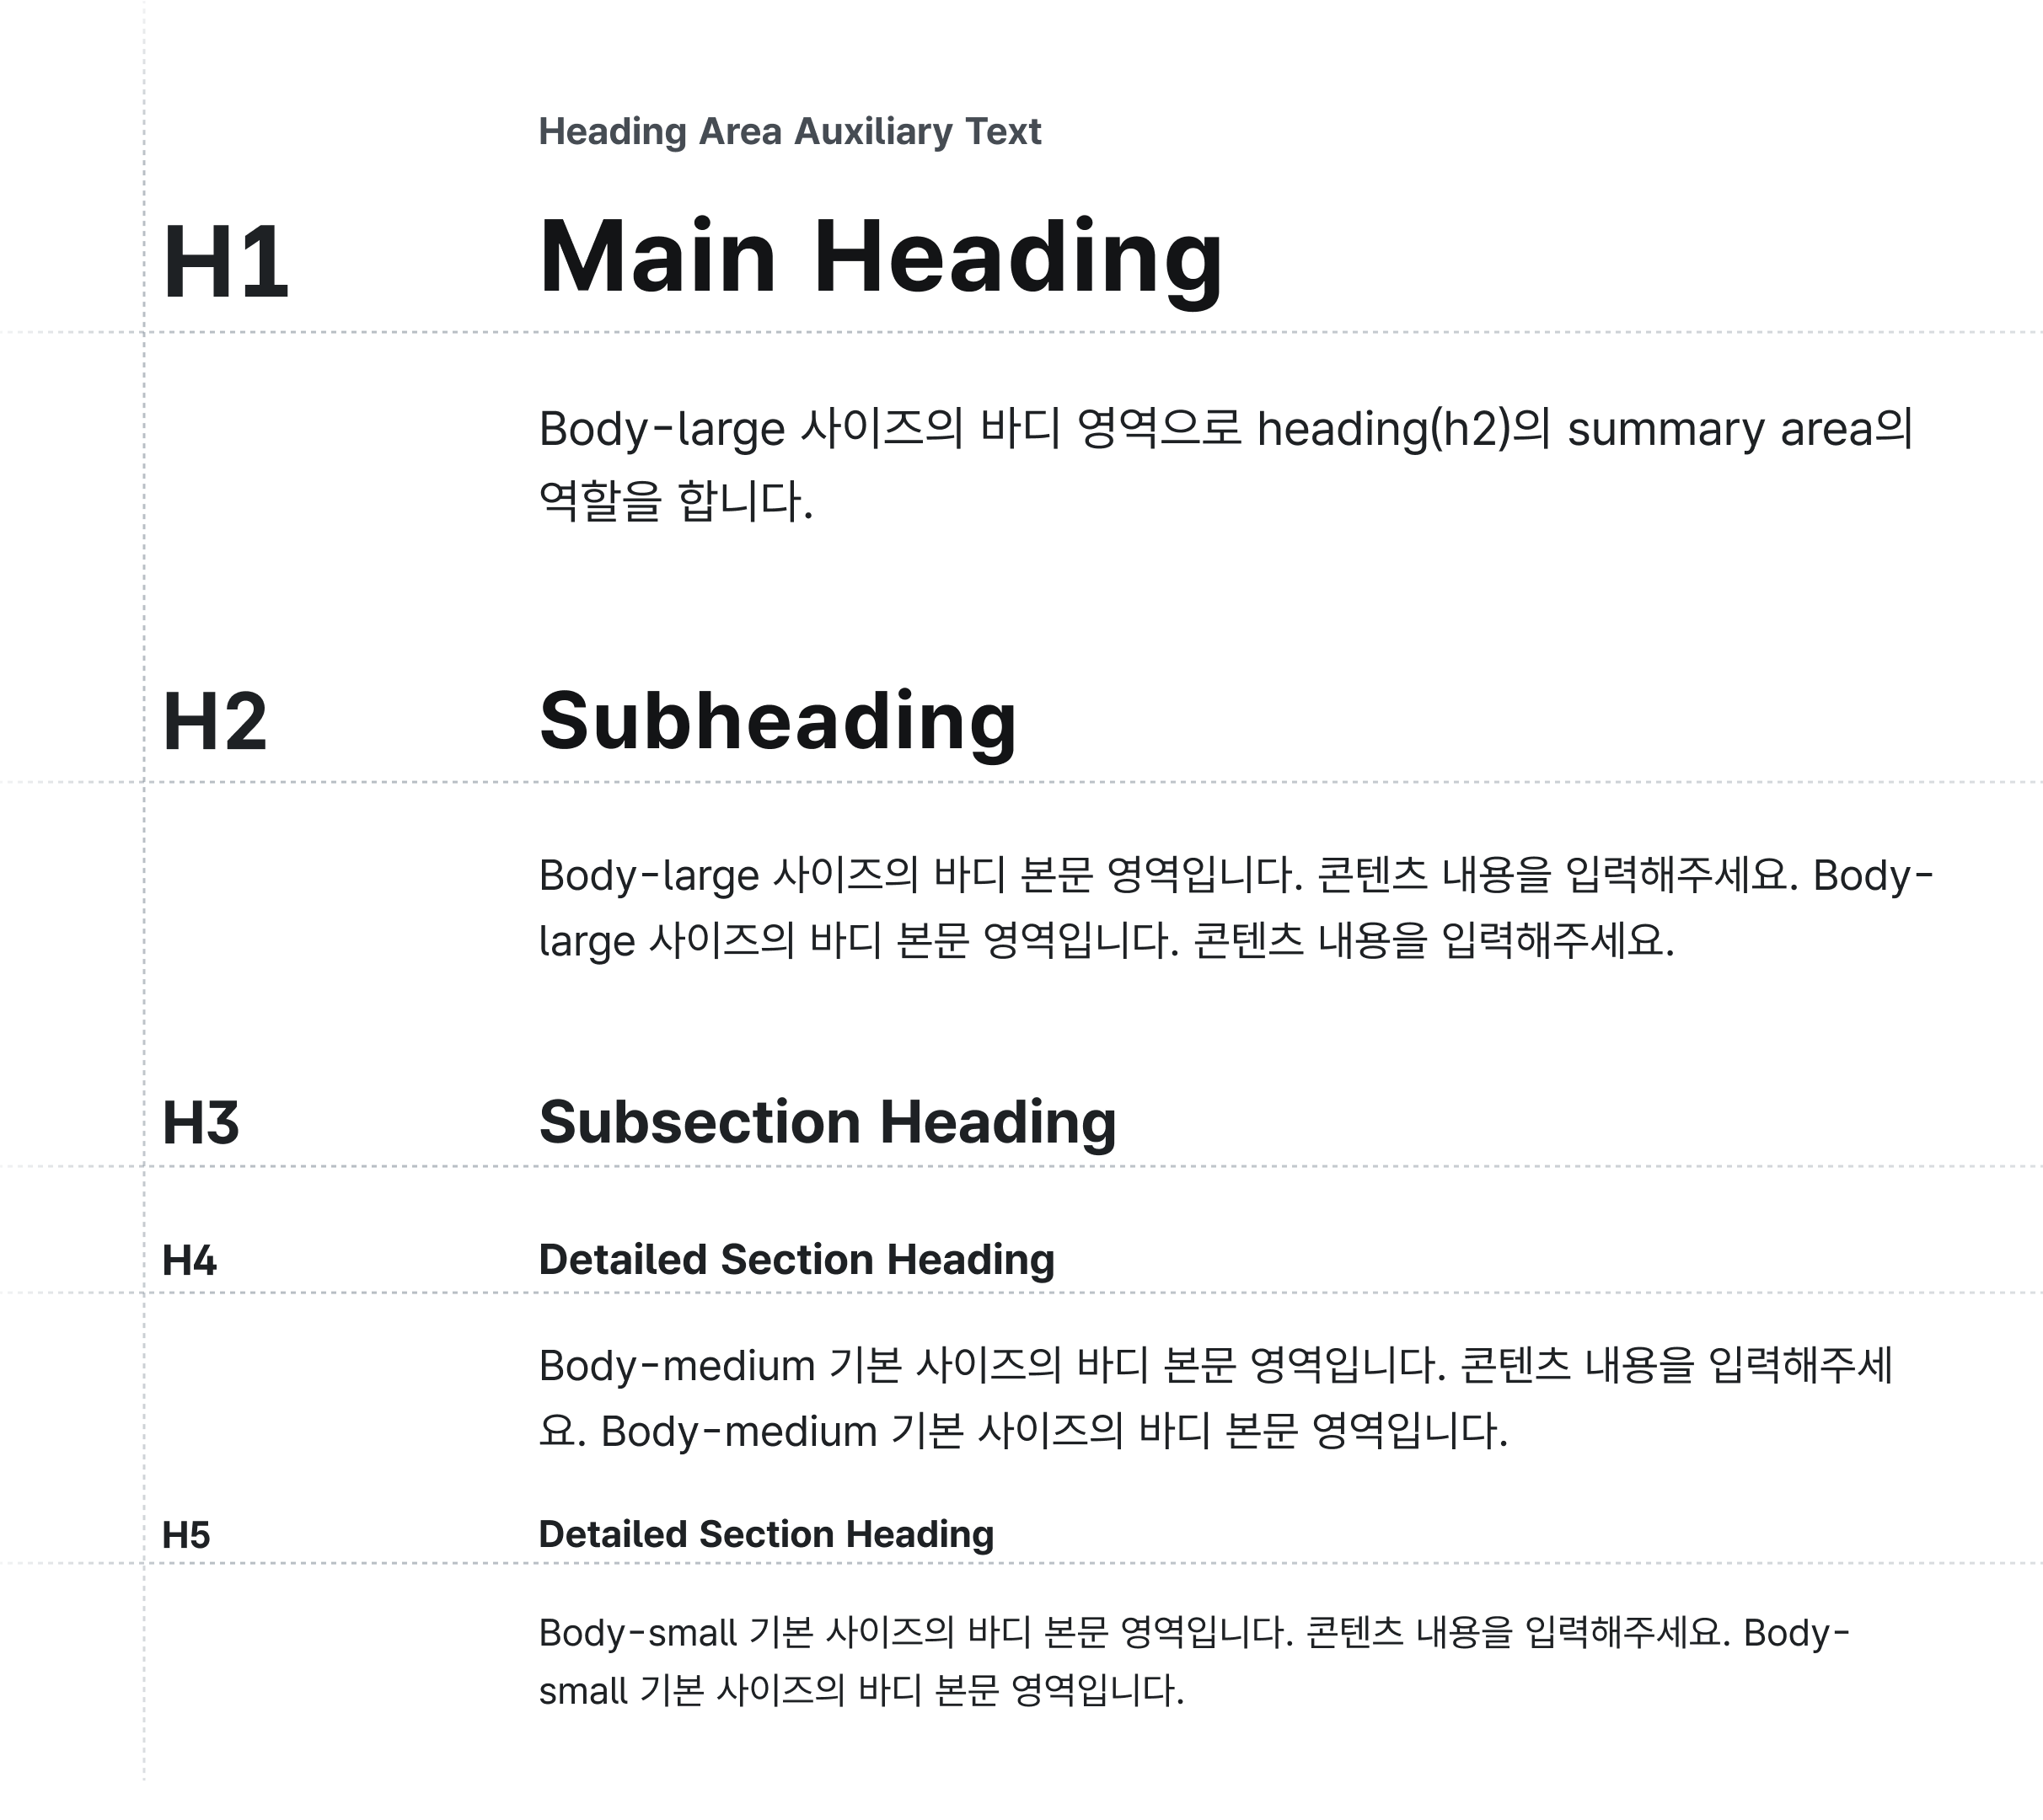 Heading Area Auxiliary Text
H1 Main Heading
Body-large 사이즈의 바디 영역으로 heading(h2)의 summary area의
역할을 합니다.
H2 Subheading
Body-large 사이즈의 바디 본문 영역입니다. 콘텐츠 내용을 입력해주세요. Body-
large 사이즈의 바디 본문 영역입니다. 콘텐츠 내용을 입력해주세요.
H3 Subsection Heading
H4 Detailed Section Heading
Body-medium 기본 사이즈의 바디 본문 영역입니다. 콘텐츠 내용을 입력해주세
요. Body-medium 기본 사이즈의 바디 본문 영역입니다.
H5 Detailed Section Heading
Body-small 기본 사이즈의 바디 본문 영역입니다. 콘텐츠 내용을 입력해주세요. Body-
small 기본 사이즈의 바디 본문 영역입니다.